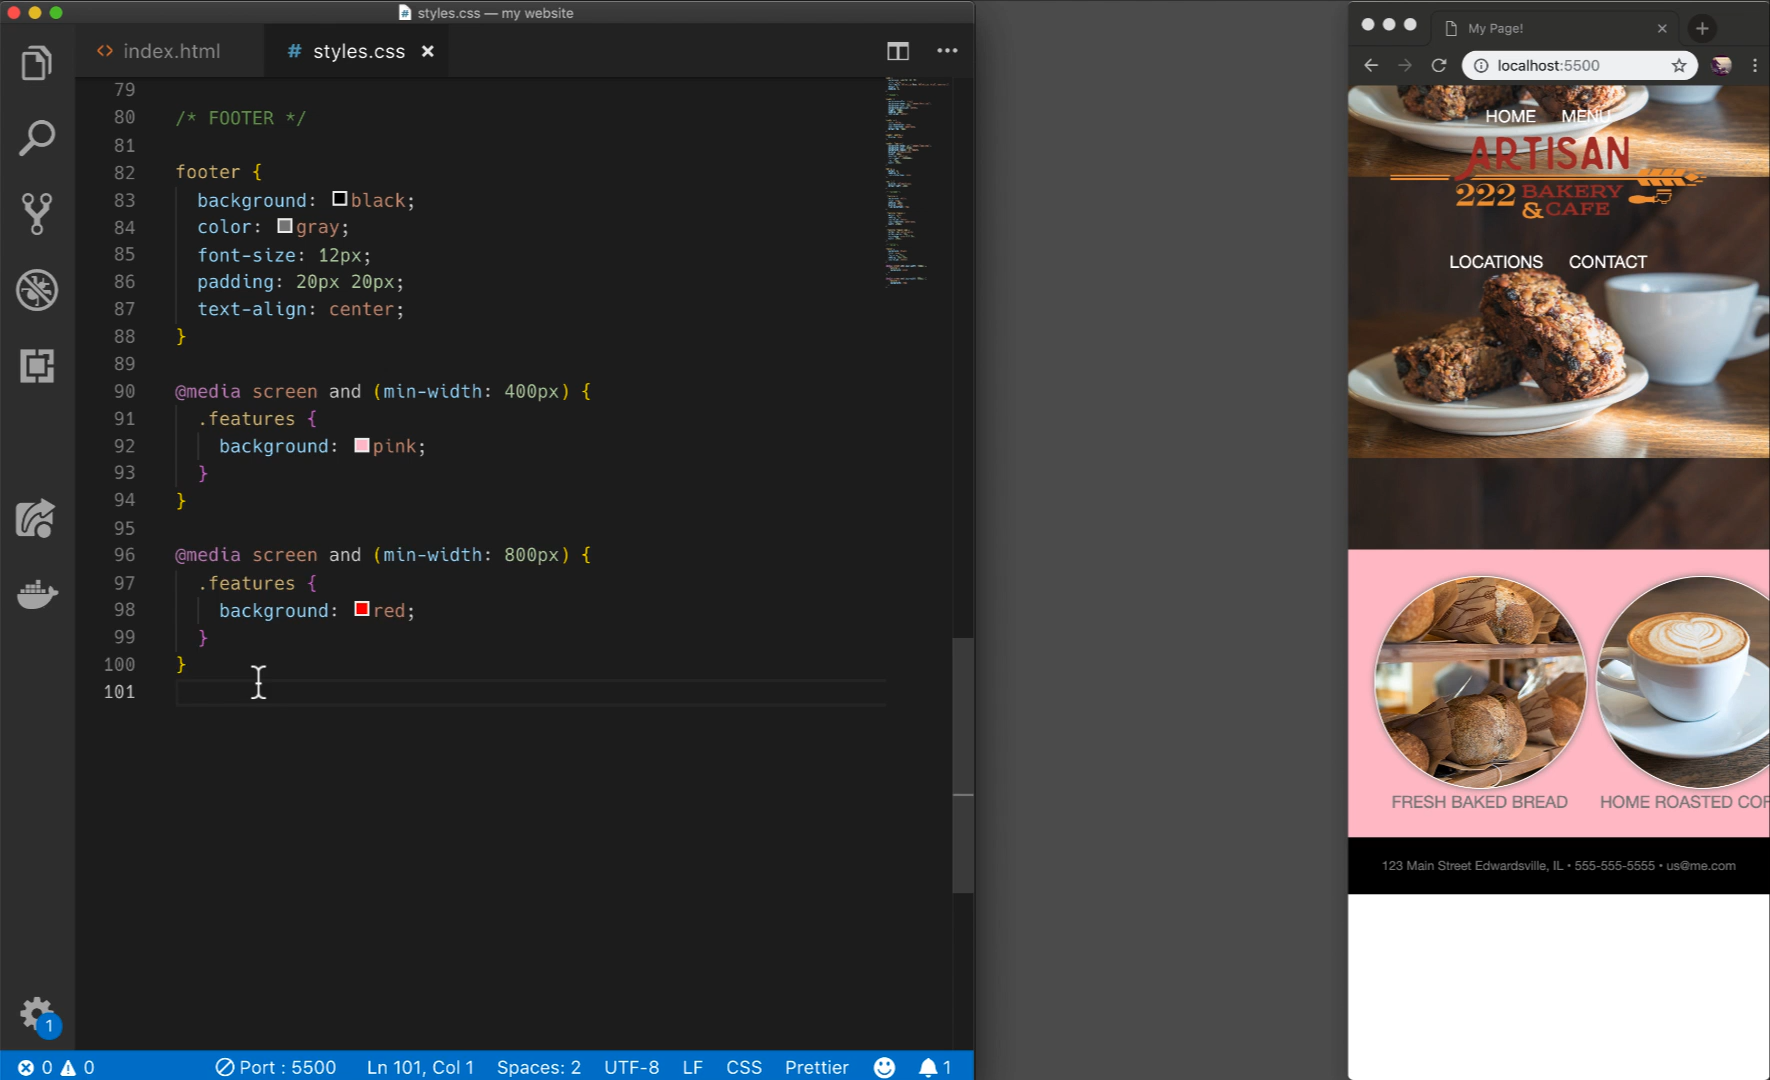 styles.css — my website
index.html
# styles.css
79
80 /* FOOTER */
81
82 footer {
83 background: black;
84 color: gray;
85 font-size: 12px;
86 padding: 20px 20px;
87 text-align: center;
88 }
89
90 @media screen and (min-width: 400px) {
91 .features {
92 background: pink;
93 }
94 }
95
96 @media screen and (min-width: 800px) {
97 .features {
98 background: red;
99 }
100 }
101
1
0 0 Port : 5500 Ln 101, Col 1 Spaces: 2 UTF-8 LF CSS Prettier 1
My Page!
localhost:5500
HOME MENU
ARTISAN
222 BAKERY
& CAFE
LOCATIONS CONTACT
FRESH BAKED BREAD HOME ROASTED COF
123 Main Street Edwardsville, IL • 555-555-5555 • us@me.com